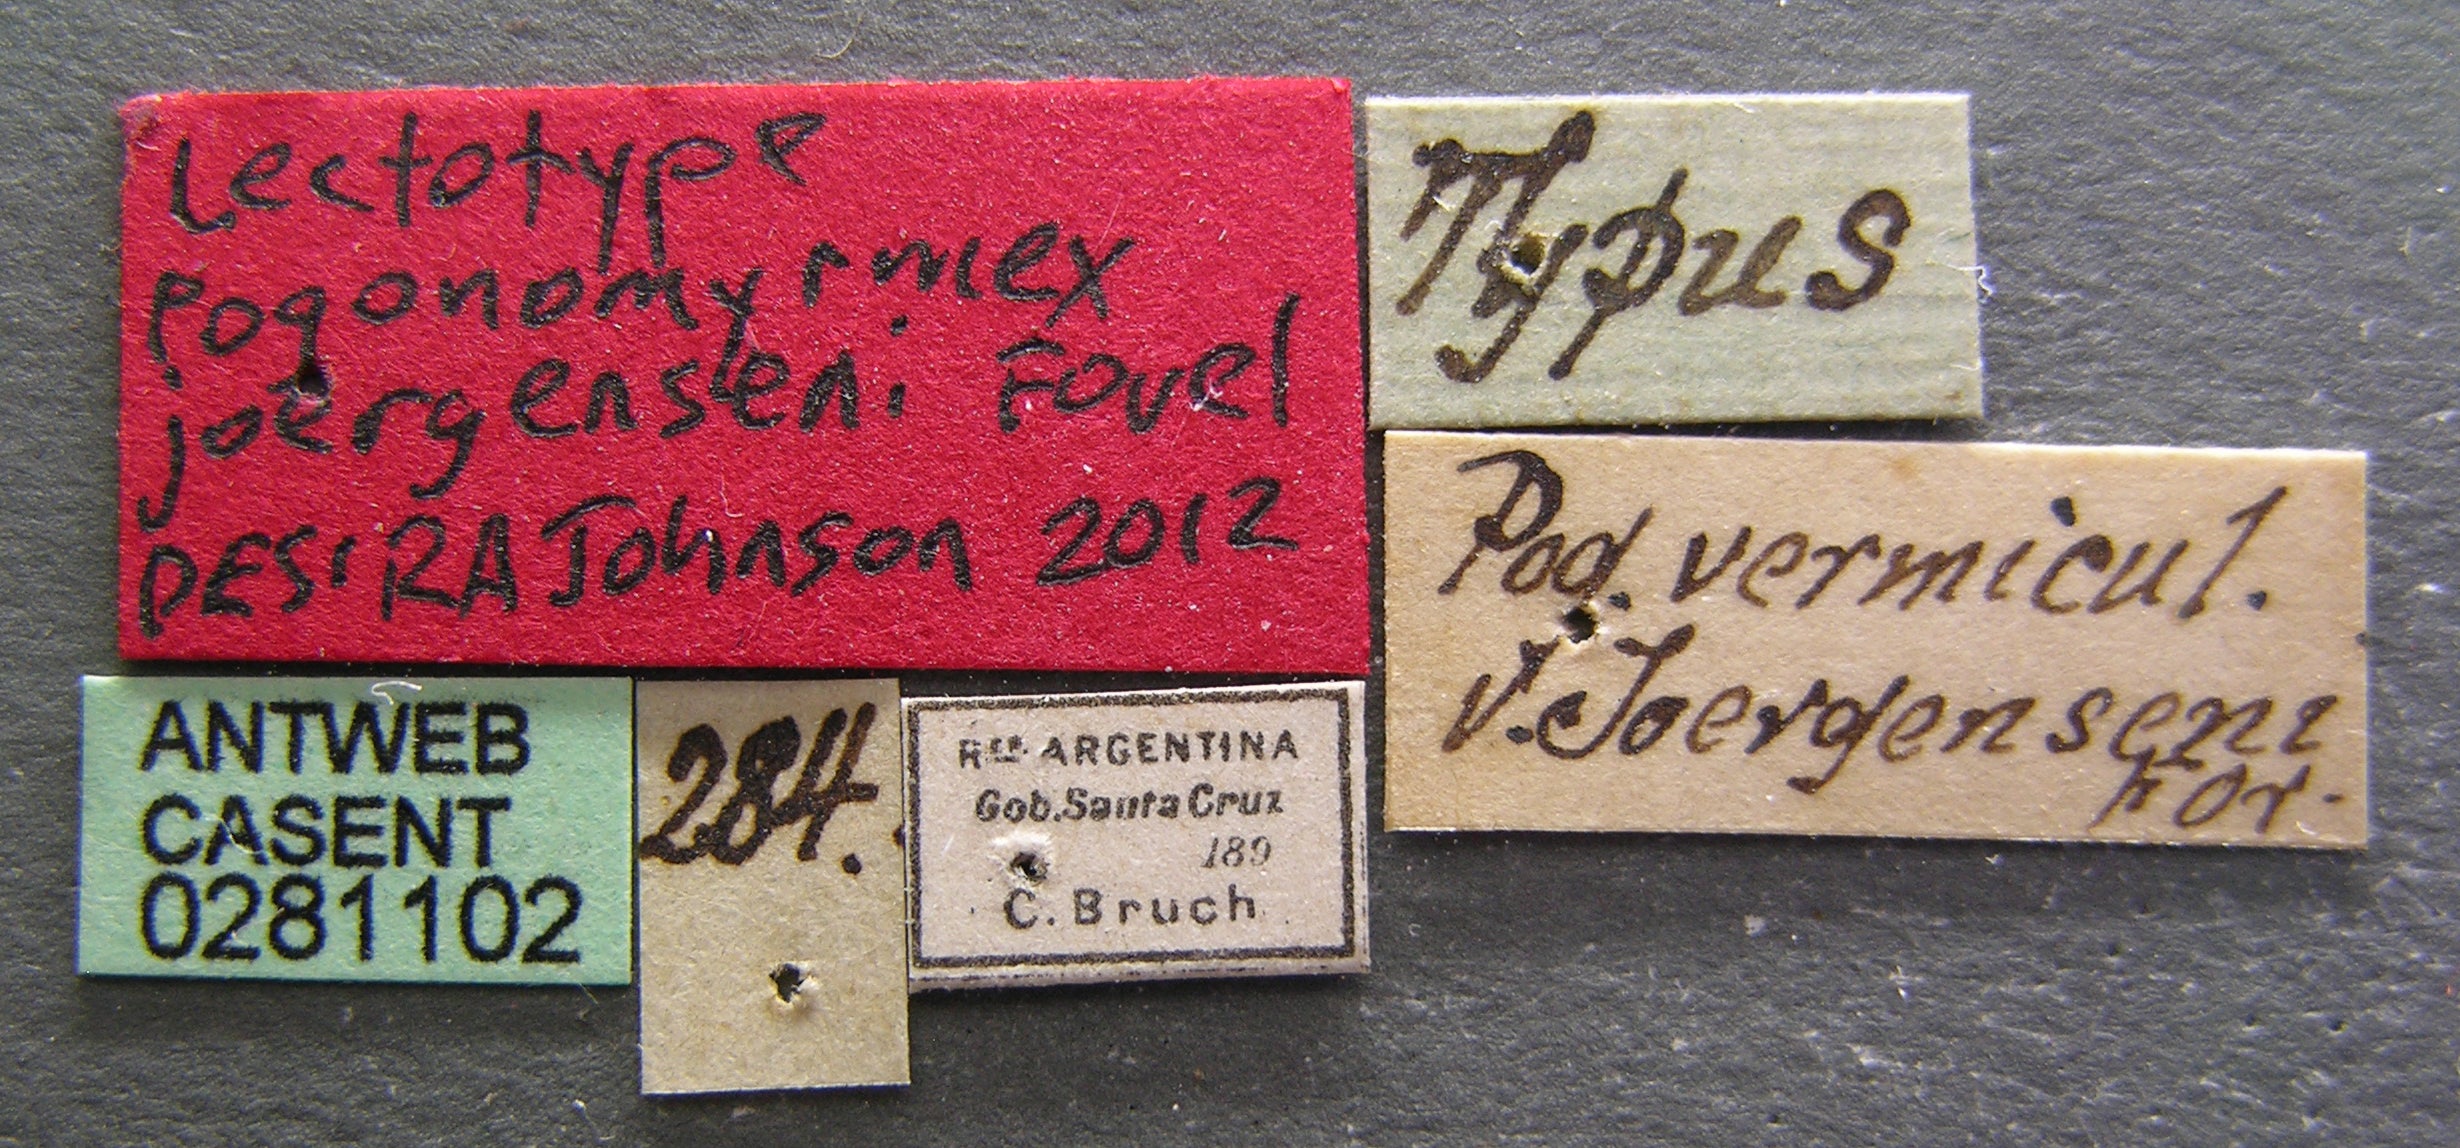 Lectotype
Pogonomyrmex
joergenseni Forel
DES: RA Johnson 2012
Typus
Pog. vermicul.
v. Joergenseni
For.
ANTWEB
CASENT
0281102
284.
Rep. ARGENTINA
Gob. Santa Cruz
189
C. Bruch